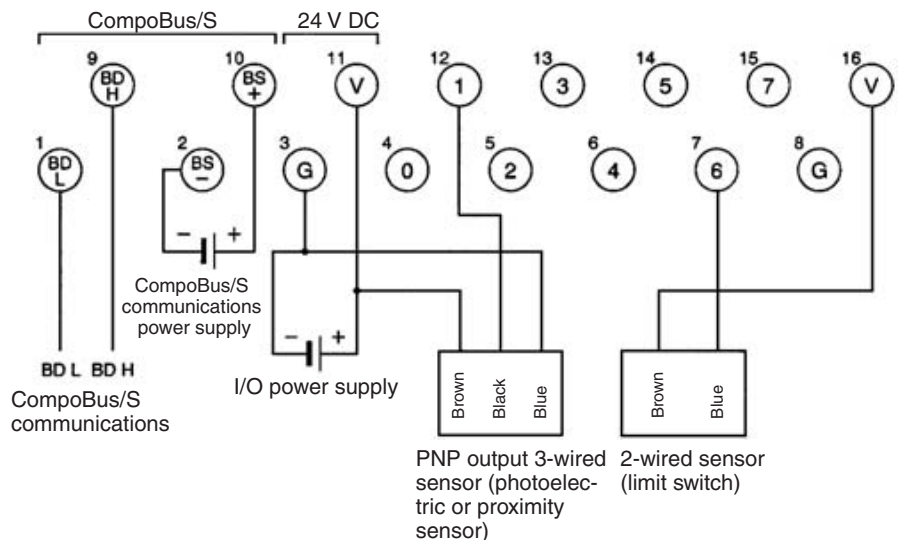 CompoBus/S 24 V DC
9 10 11 12 13 14 15 16
BD H BS + V 1 3 5 7 V
1 2 3 4 5 6 7 8
BD L BS – G 0 2 4 6 G
– +
CompoBus/S
communications
power supply
– +
I/O power supply
BD L BD H
CompoBus/S
communications
Brown Black Blue
PNP output 3-wired
sensor (photoelec-
tric or proximity
sensor)
Brown Blue
2-wired sensor
(limit switch)